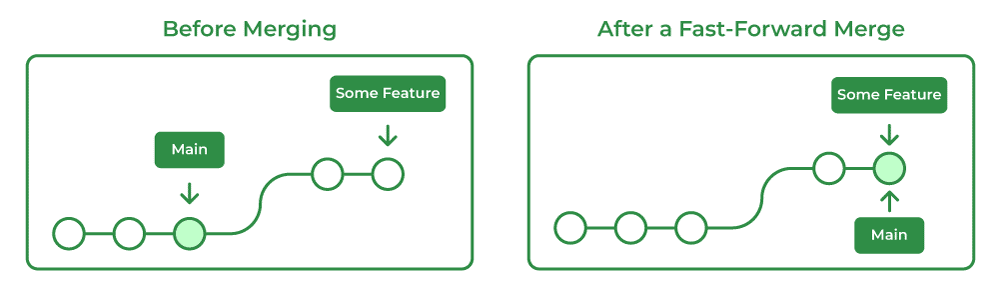 Before Merging
After a Fast-Forward Merge
Some Feature
Main
Some Feature
Main